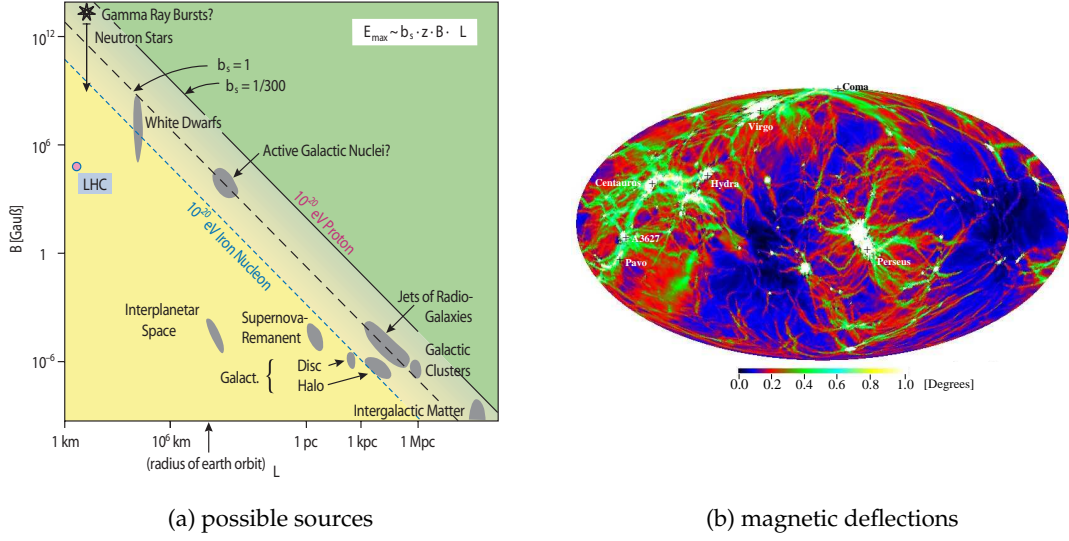 Gamma Ray Bursts?
E_max ~ b_s · z · B · L
10^12
Neutron Stars
b_s = 1
b_s = 1/300
White Dwarfs
10^6
Active Galactic Nuclei?
LHC
B [Gauß]
10^-20 eV Proton
10^-20 eV Iron Nucleon
1
Jets of Radio-
Galaxies
Interplanetar
Space
Supernova-
Remanent
Galactic
Clusters
10^-6
Galact. {
Disc
Halo
Intergalactic Matter
1 km
10^6 km
1 pc
1 kpc
1 Mpc
(radius of earth orbit)
L
(a) possible sources
Coma
Virgo
Centaurus
Hydra
A3627
Pavo
Perseus
0.0 0.2 0.4 0.6 0.8 1.0 [Degrees]
(b) magnetic deflections